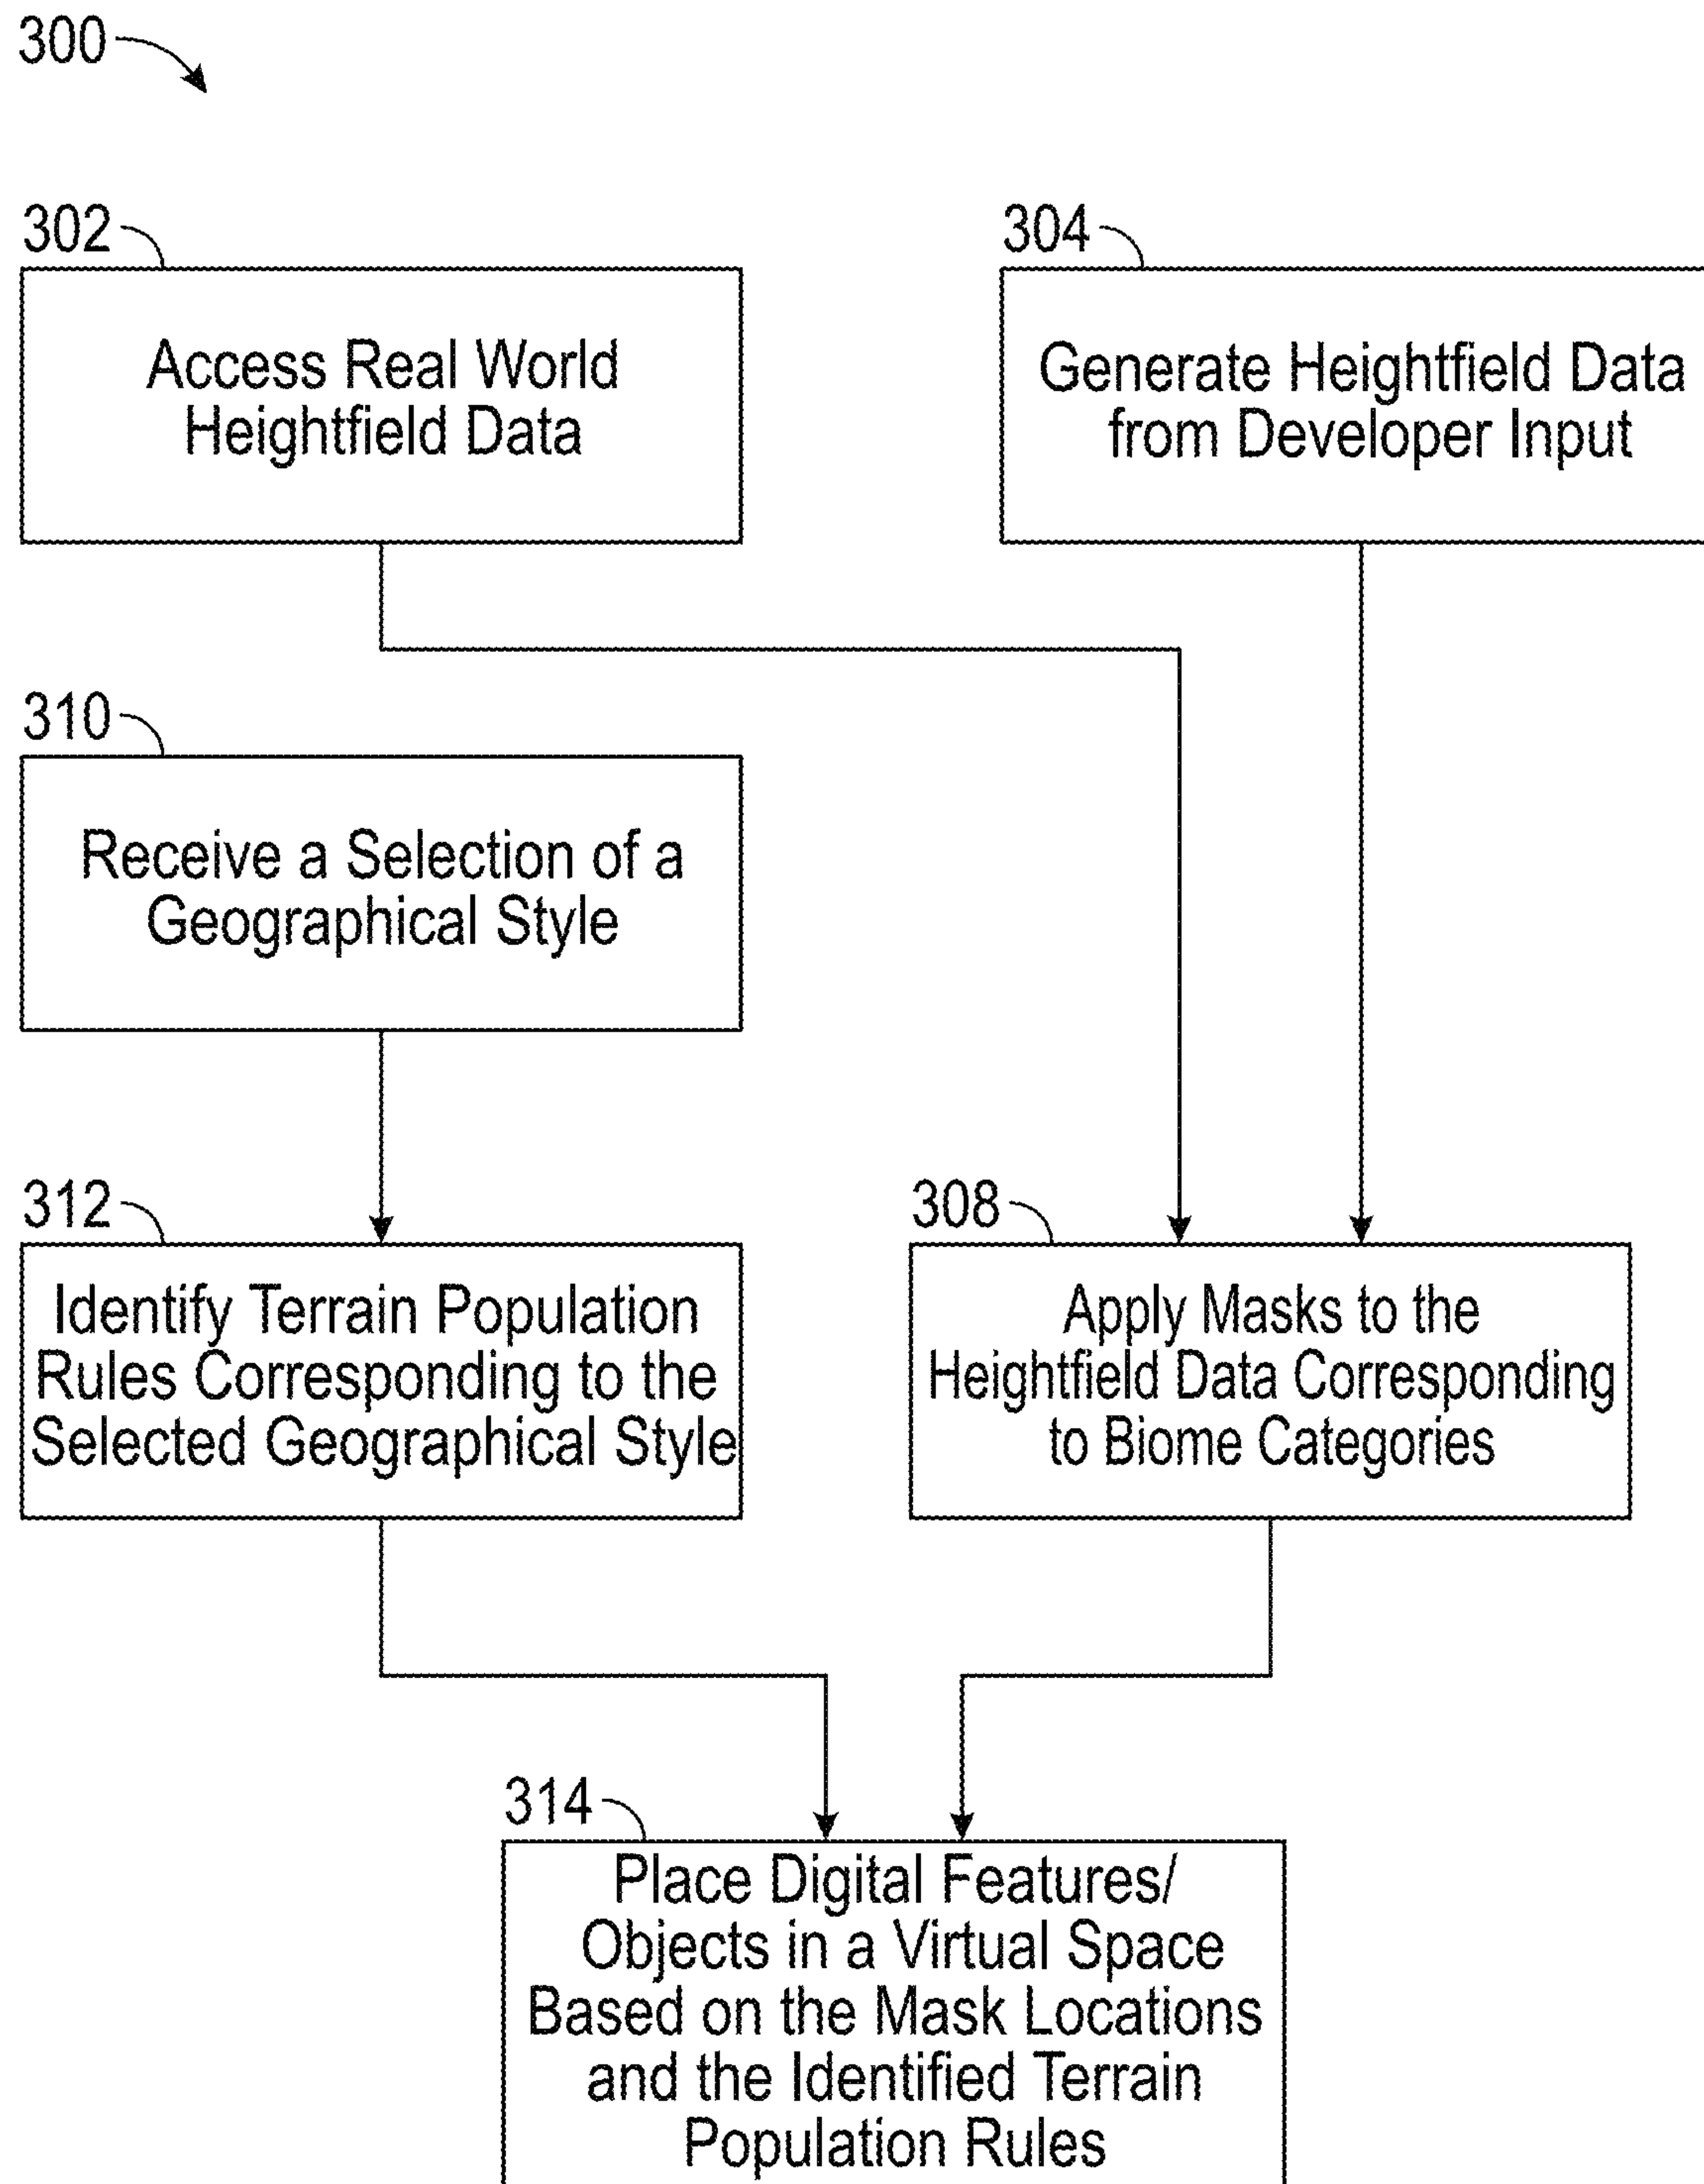 300
302
Access Real World
Heightfield Data
304
Generate Heightfield Data
from Developer Input
310
Receive a Selection of a
Geographical Style
312
Identify Terrain Population
Rules Corresponding to the
Selected Geographical Style
308
Apply Masks to the
Heightfield Data Corresponding
to Biome Categories
314
Place Digital Features/
Objects in a Virtual Space
Based on the Mask Locations
and the Identified Terrain
Population Rules